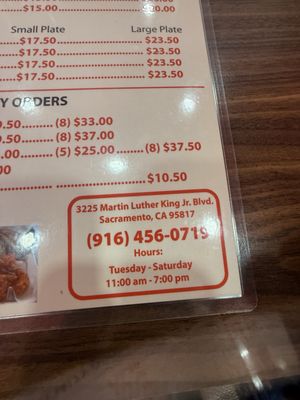 $15.00 $20.00
Small Plate Large Plate
$17.50 $23.50
$17.50 $23.50
$17.50 $23.50
$17.50 $23.50
Y ORDERS
.50 (8) $33.00
.50 (8) $37.00
.00 (5) $25.00 (8) $37.50
00
$10.50
3225 Martin Luther King Jr. Blvd.
Sacramento, CA 95817
(916) 456-0719
Hours:
Tuesday - Saturday
11:00 am - 7:00 pm